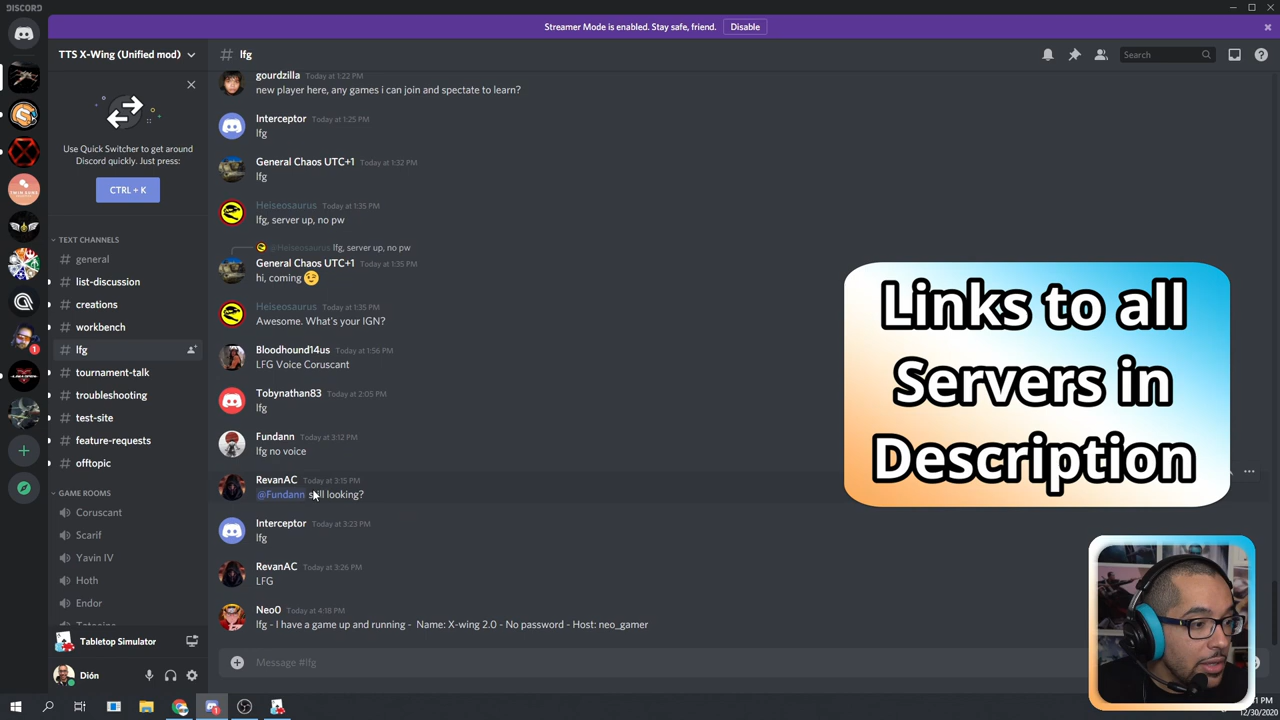 DISCORD
Streamer Mode is enabled. Stay safe, friend. Disable
TTS X-Wing (Unified mod)
# lfg
Search
Use Quick Switcher to get around
Discord quickly. Just press:
CTRL + K
TEXT CHANNELS
# general
# list-discussion
# creations
# workbench
# lfg
# tournament-talk
# troubleshooting
# test-site
# feature-requests
# offtopic
GAME ROOMS
Coruscant
Scarif
Yavin IV
Hoth
Endor
Tabletop Simulator
Dión
gourdzilla Today at 1:22 PM
new player here, any games i can join and spectate to learn?
Interceptor Today at 1:25 PM
lfg
General Chaos UTC+1 Today at 1:32 PM
lfg
Heiseosaurus Today at 1:35 PM
lfg, server up, no pw
@Heiseosaurus lfg, server up, no pw
General Chaos UTC+1 Today at 1:35 PM
hi, coming 😉
Heiseosaurus Today at 1:35 PM
Awesome. What's your IGN?
Bloodhound14us Today at 1:56 PM
LFG Voice Coruscant
Tobynathan83 Today at 2:05 PM
lfg
Fundann Today at 3:12 PM
lfg no voice
RevanAC Today at 3:15 PM
@Fundann still looking?
Interceptor Today at 3:23 PM
lfg
RevanAC Today at 3:26 PM
LFG
Neo0 Today at 4:18 PM
lfg - I have a game up and running - Name: X-wing 2.0 - No password - Host: neo_gamer
Message #lfg
Links to all
Servers in
Description
12/30/2020